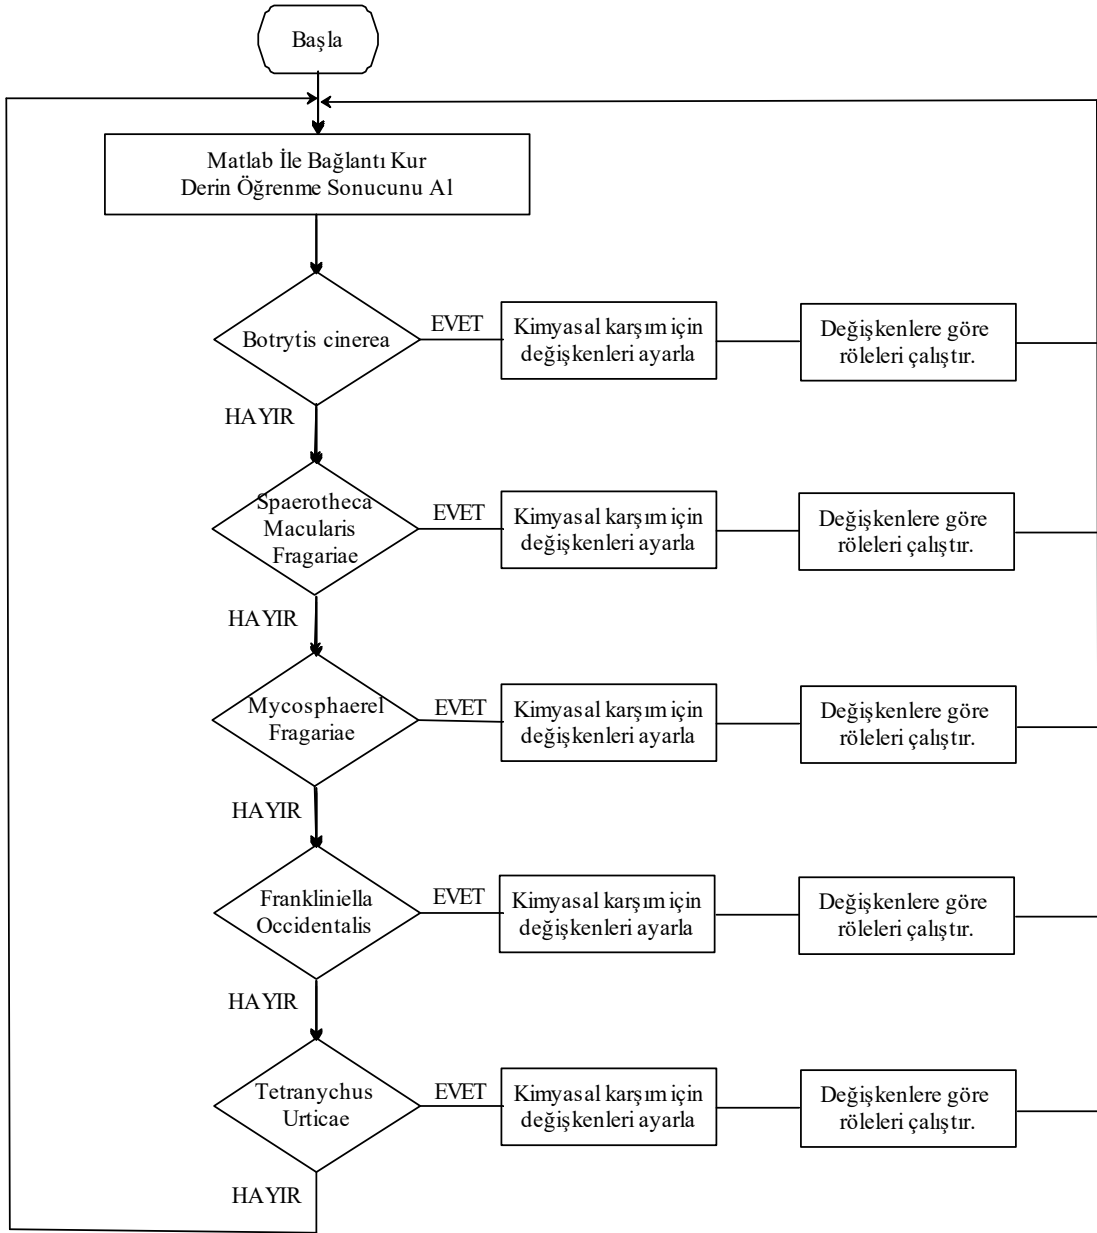 Başla
Matlab İle Bağlantı Kur
Derin Öğrenme Sonucunu Al
Botrytis cinerea
EVET
Kimyasal karşım için
değişkenleri ayarla
Değişkenlere göre
röleleri çalıştır.
HAYIR
Spaerotheca
Macularis
Fragariae
EVET
Kimyasal karşım için
değişkenleri ayarla
Değişkenlere göre
röleleri çalıştır.
HAYIR
Mycosphaerel
Fragariae
EVET
Kimyasal karşım için
değişkenleri ayarla
Değişkenlere göre
röleleri çalıştır.
HAYIR
Frankliniella
Occidentalis
EVET
Kimyasal karşım için
değişkenleri ayarla
Değişkenlere göre
röleleri çalıştır.
HAYIR
Tetranychus
Urticae
EVET
Kimyasal karşım için
değişkenleri ayarla
Değişkenlere göre
röleleri çalıştır.
HAYIR